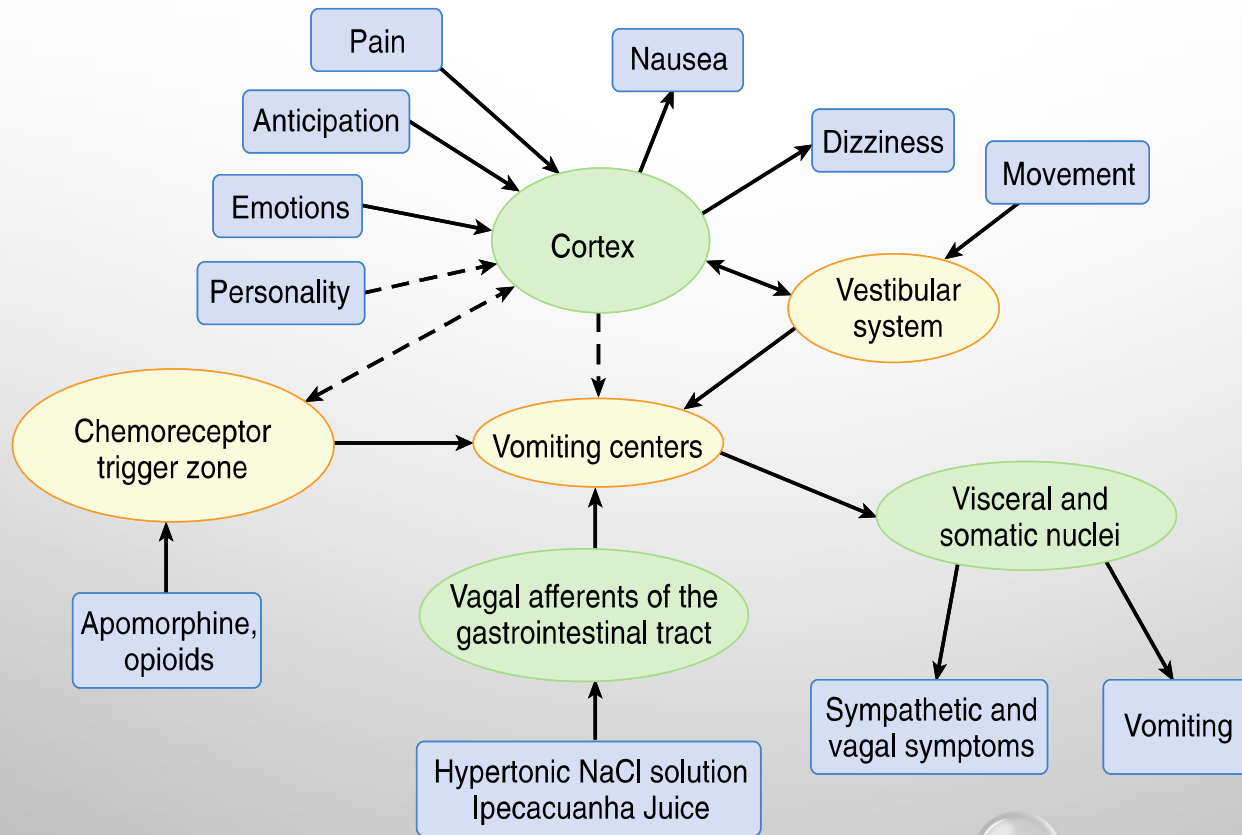 Pain
Nausea
Anticipation
Dizziness
Movement
Emotions
Cortex
Personality
Vestibular
system
Chemoreceptor
trigger zone
Vomiting centers
Visceral and
somatic nuclei
Vagal afferents of the
gastrointestinal tract
Apomorphine,
opioids
Sympathetic and
vagal symptoms
Vomiting
Hypertonic NaCl solution
Ipecacuanha Juice